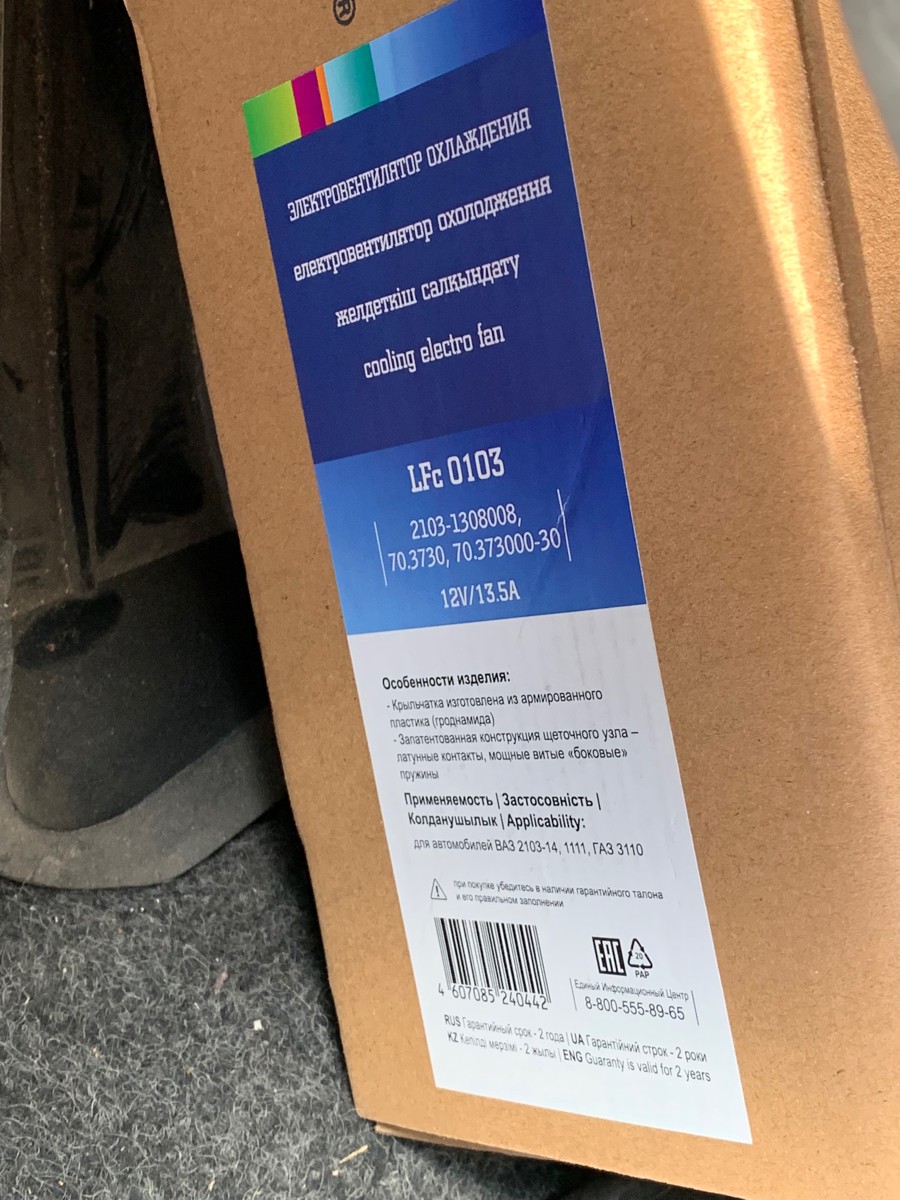 ®
ЭЛЕКТРОВЕНТИЛЯТОР ОХЛАЖДЕНИЯ
електровентилятор охолодження
желдеткіш салқындату
cooling electro fan
LFc 0103
2103-1308008,
70.3730, 70.373000-30
12V/13.5A
Особенности изделия:
- Крыльчатка изготовлена из армированного
пластика (гроднамида)
- Запатентованная конструкция щеточного узла –
латунные контакты, мощные витые «боковые»
пружины
Применяемость | Застосовність |
Колданушылык | Applicability:
для автомобилей ВАЗ 2103-14, 1111, ГАЗ 3110
при покупке убедитесь в наличии гарантийного талона
и его правильном заполнении
4 607085 240442
EAC
20
PAP
Единый Информационный Центр
8-800-555-89-65
RUS Гарантийный срок - 2 года | UA Гарантійний строк - 2 роки
KZ Кепілді мерзімі - 2 жылы | ENG Guaranty is valid for 2 years